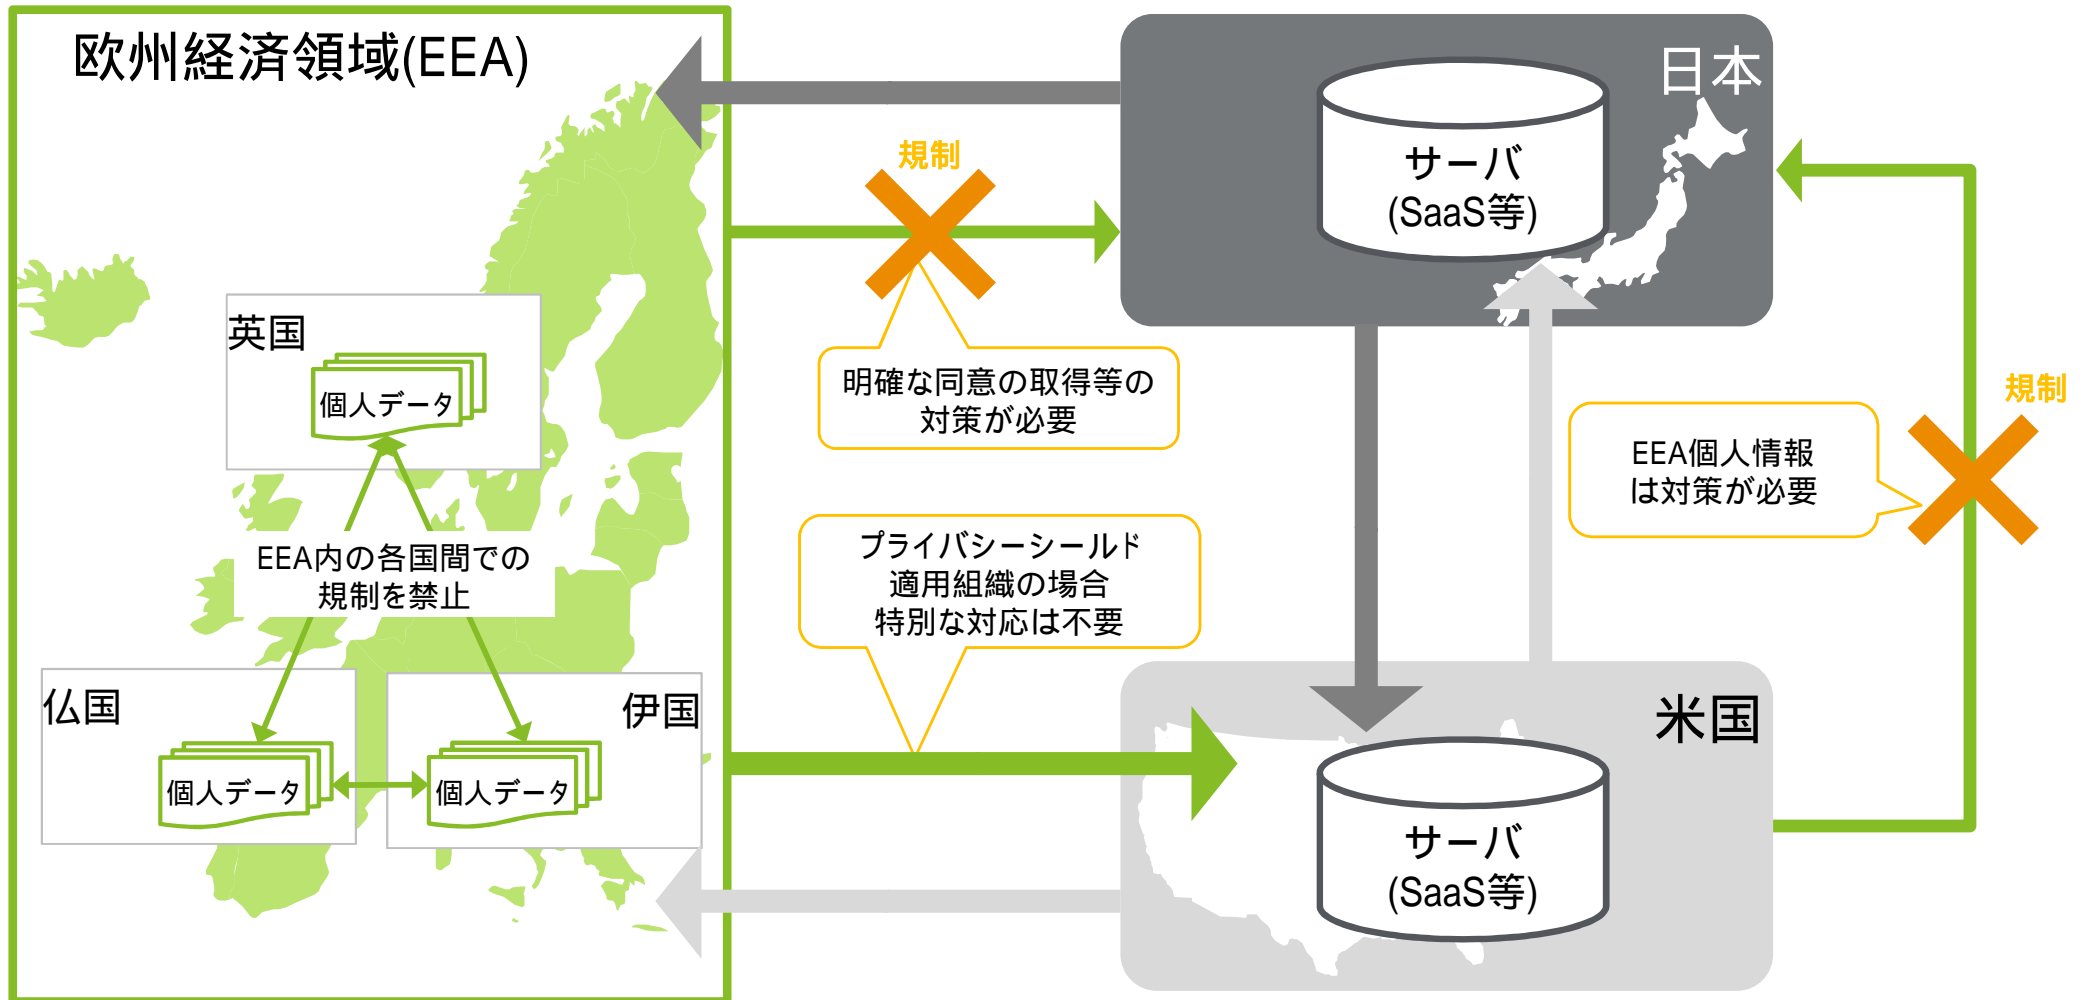 欧州経済領域(EEA)
英国
個人データ
EEA内の各国間での
規制を禁止
仏国
個人データ
伊国
個人データ
規制
明確な同意の取得等の
対策が必要
プライバシーシールド
適用組織の場合
特別な対応は不要
日本
サーバ
(SaaS等)
規制
EEA個人情報
は対策が必要
米国
サーバ
(SaaS等)